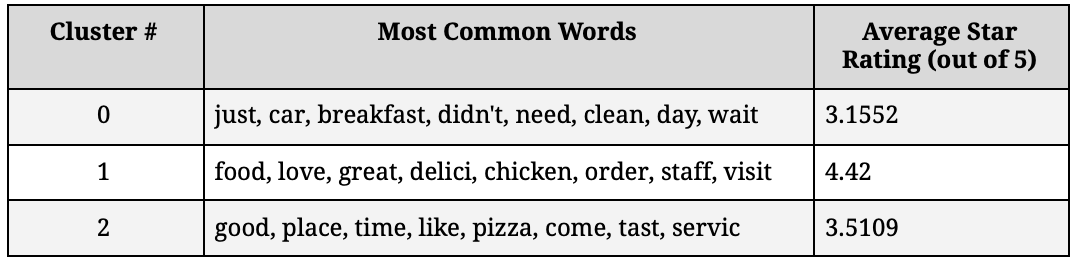 Cluster # Most Common Words Average Star
Rating (out of 5)
0 just, car, breakfast, didn't, need, clean, day, wait 3.1552
1 food, love, great, delici, chicken, order, staff, visit 4.42
2 good, place, time, like, pizza, come, tast, servic 3.5109